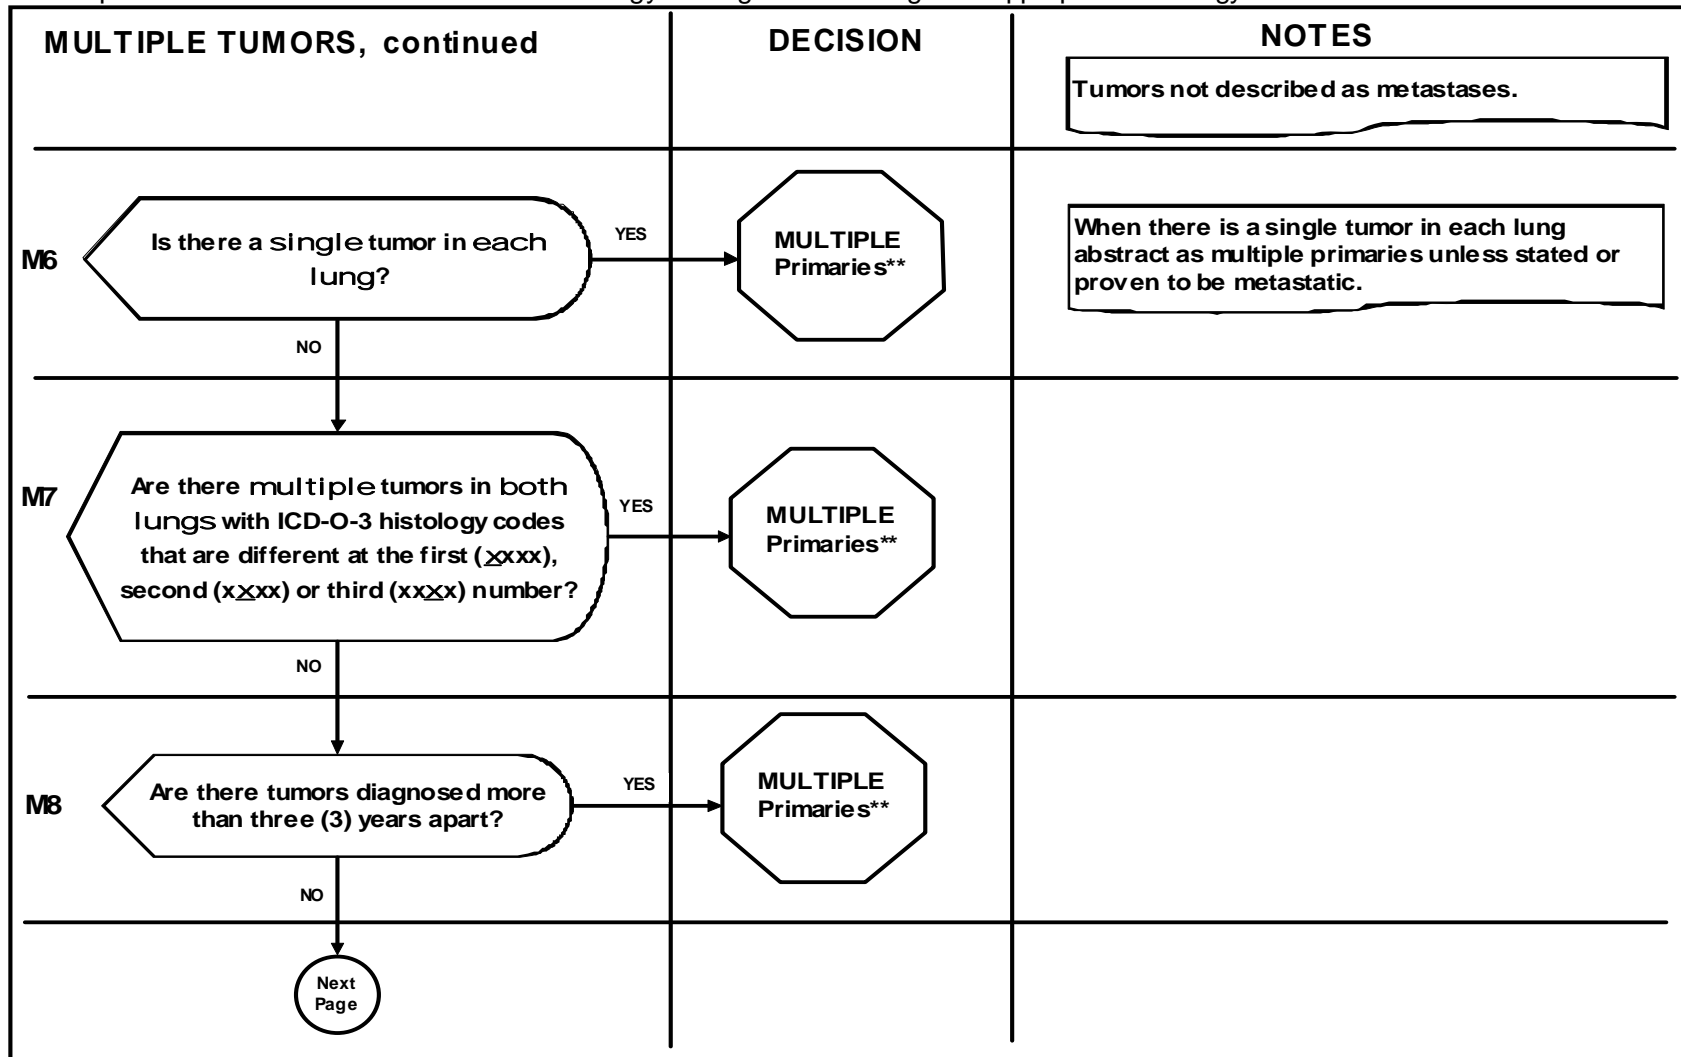 MULTIPLE TUMORS, continued
DECISION
NOTES
Tumors not described as metastases.
M6
Is there a single tumor in each
lung?
YES
MULTIPLE
Primaries**
When there is a single tumor in each lung
abstract as multiple primaries unless stated or
proven to be metastatic.
NO
M7
Are there multiple tumors in both
lungs with ICD-O-3 histology codes
that are different at the first (xxxx),
second (xxxx) or third (xxxx) number?
YES
MULTIPLE
Primaries**
NO
M8
Are there tumors diagnosed more
than three (3) years apart?
YES
MULTIPLE
Primaries**
NO
Next
Page